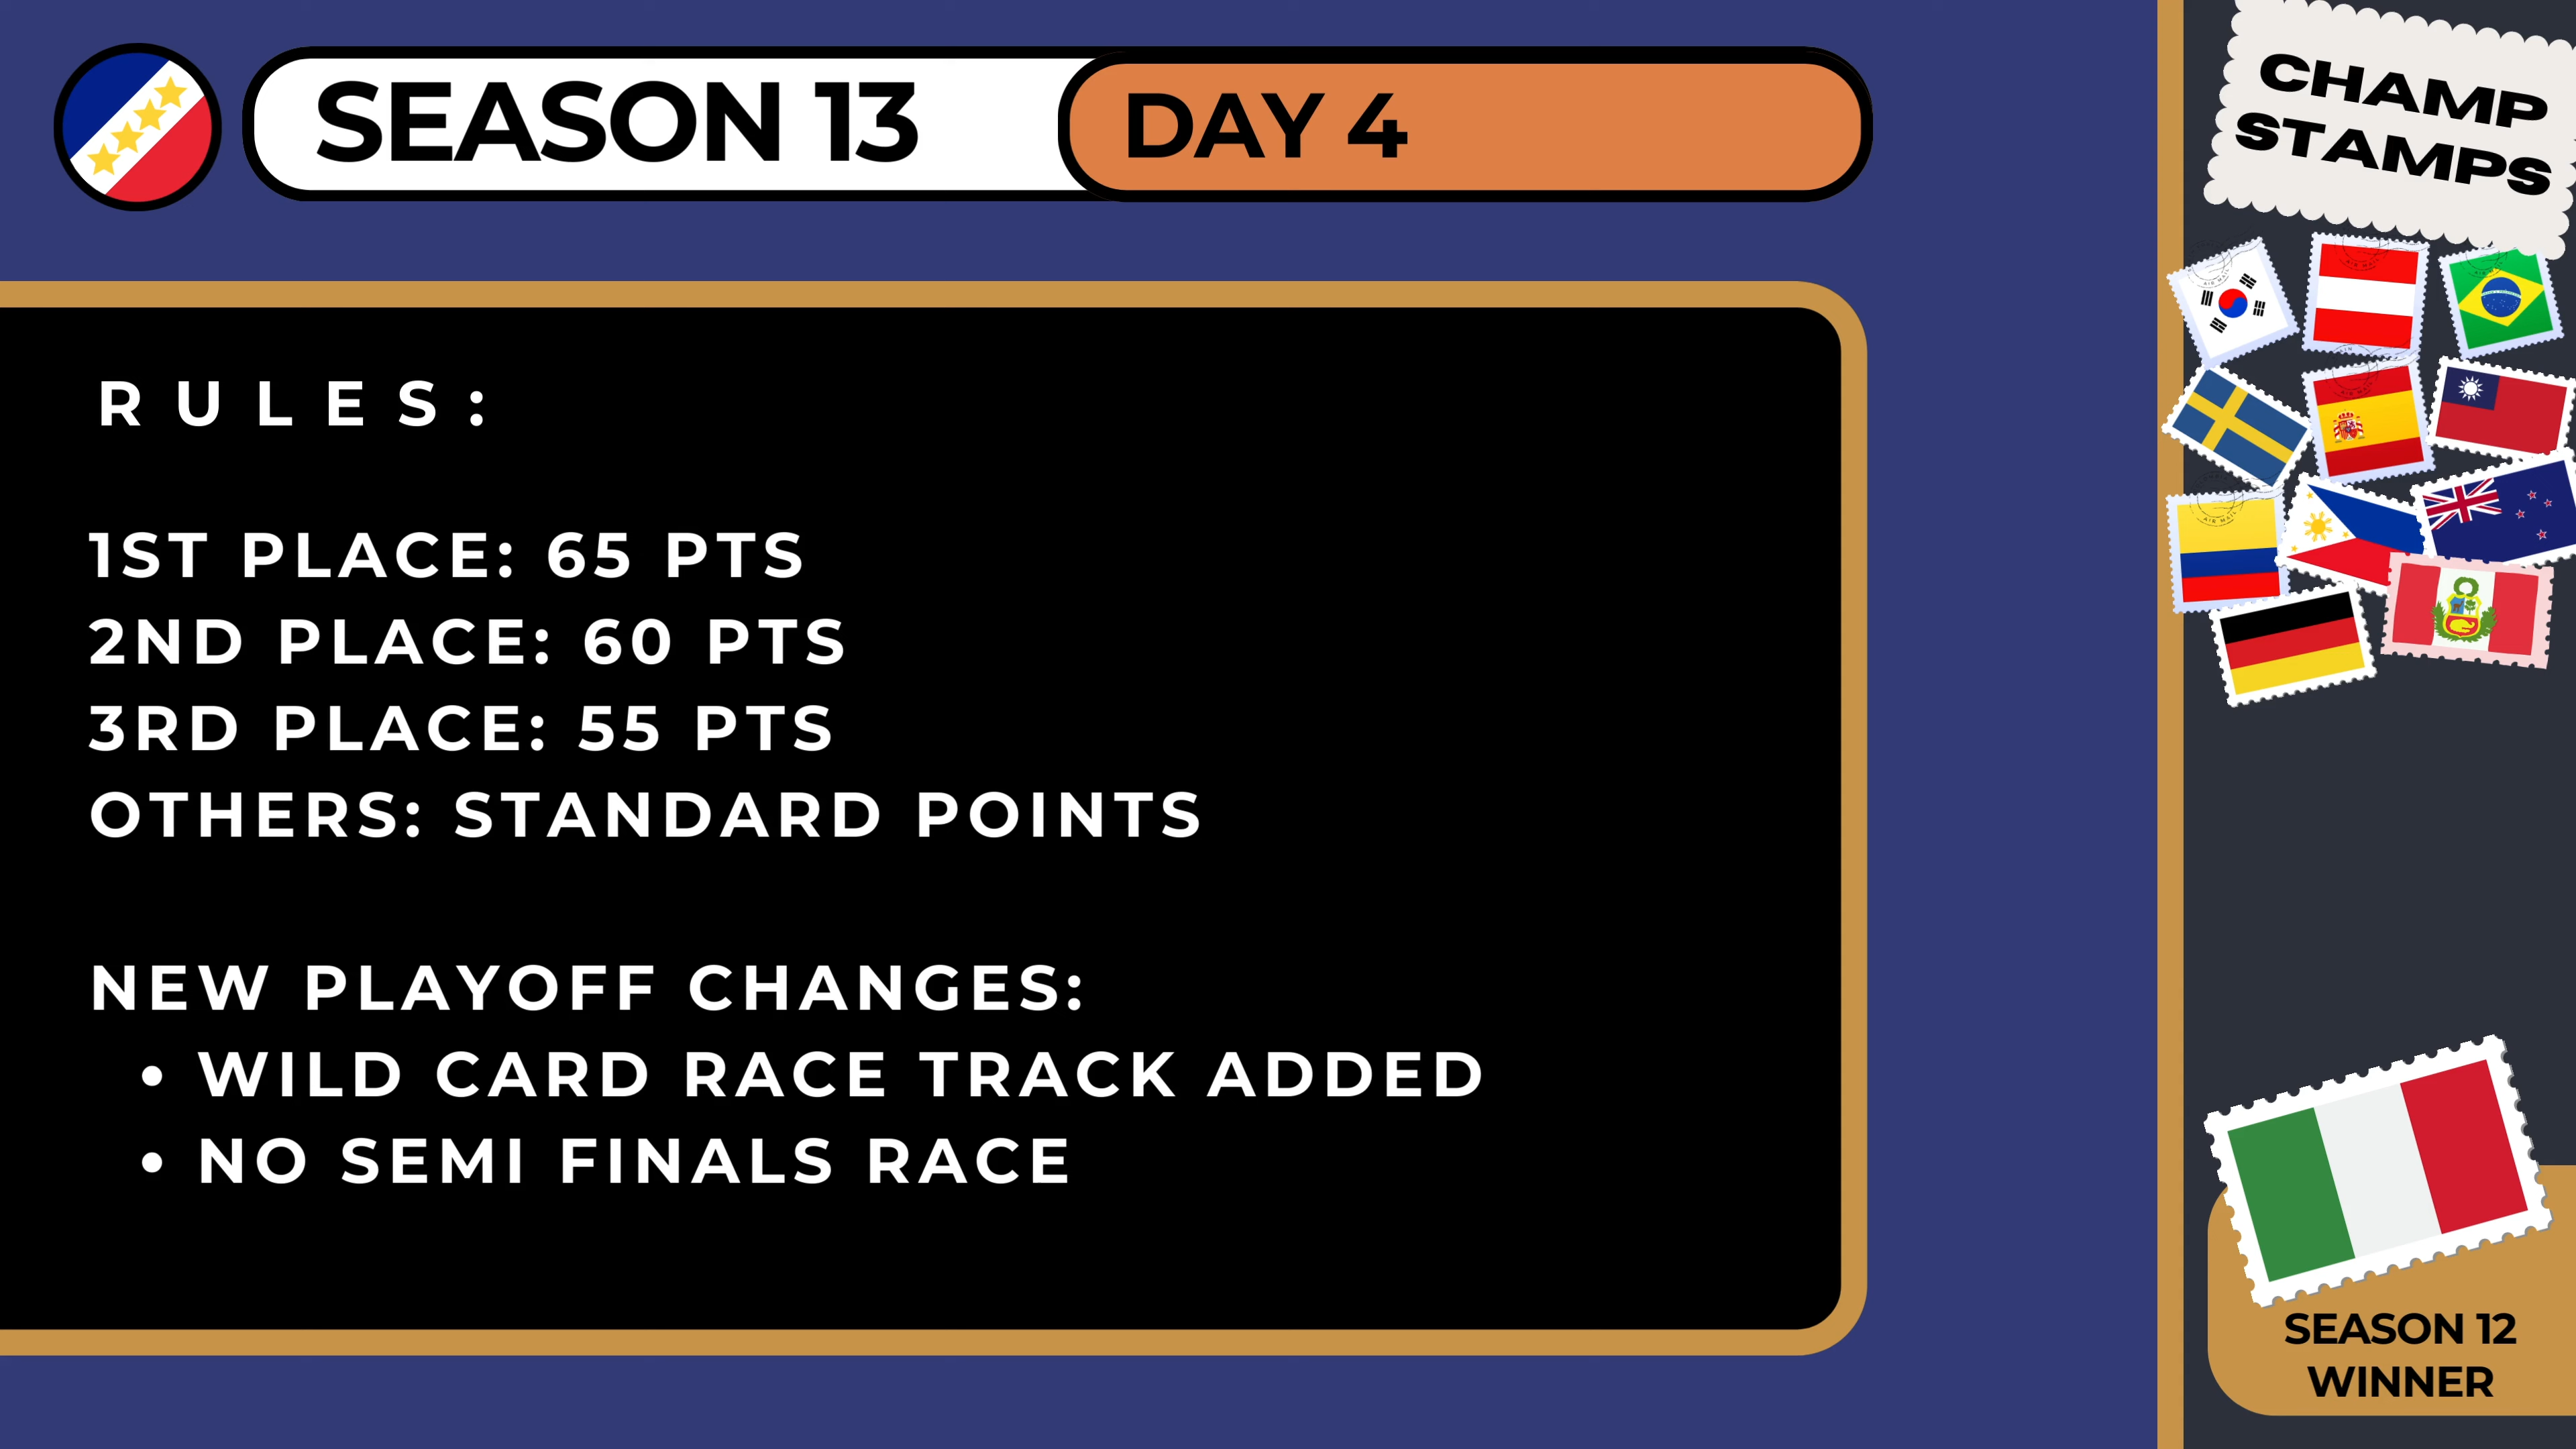 SEASON 13
DAY 4
CHAMP
STAMPS
RULES:
1ST PLACE: 65 PTS
2ND PLACE: 60 PTS
3RD PLACE: 55 PTS
OTHERS: STANDARD POINTS
NEW PLAYOFF CHANGES:
• WILD CARD RACE TRACK ADDED
• NO SEMI FINALS RACE
SEASON 12
WINNER